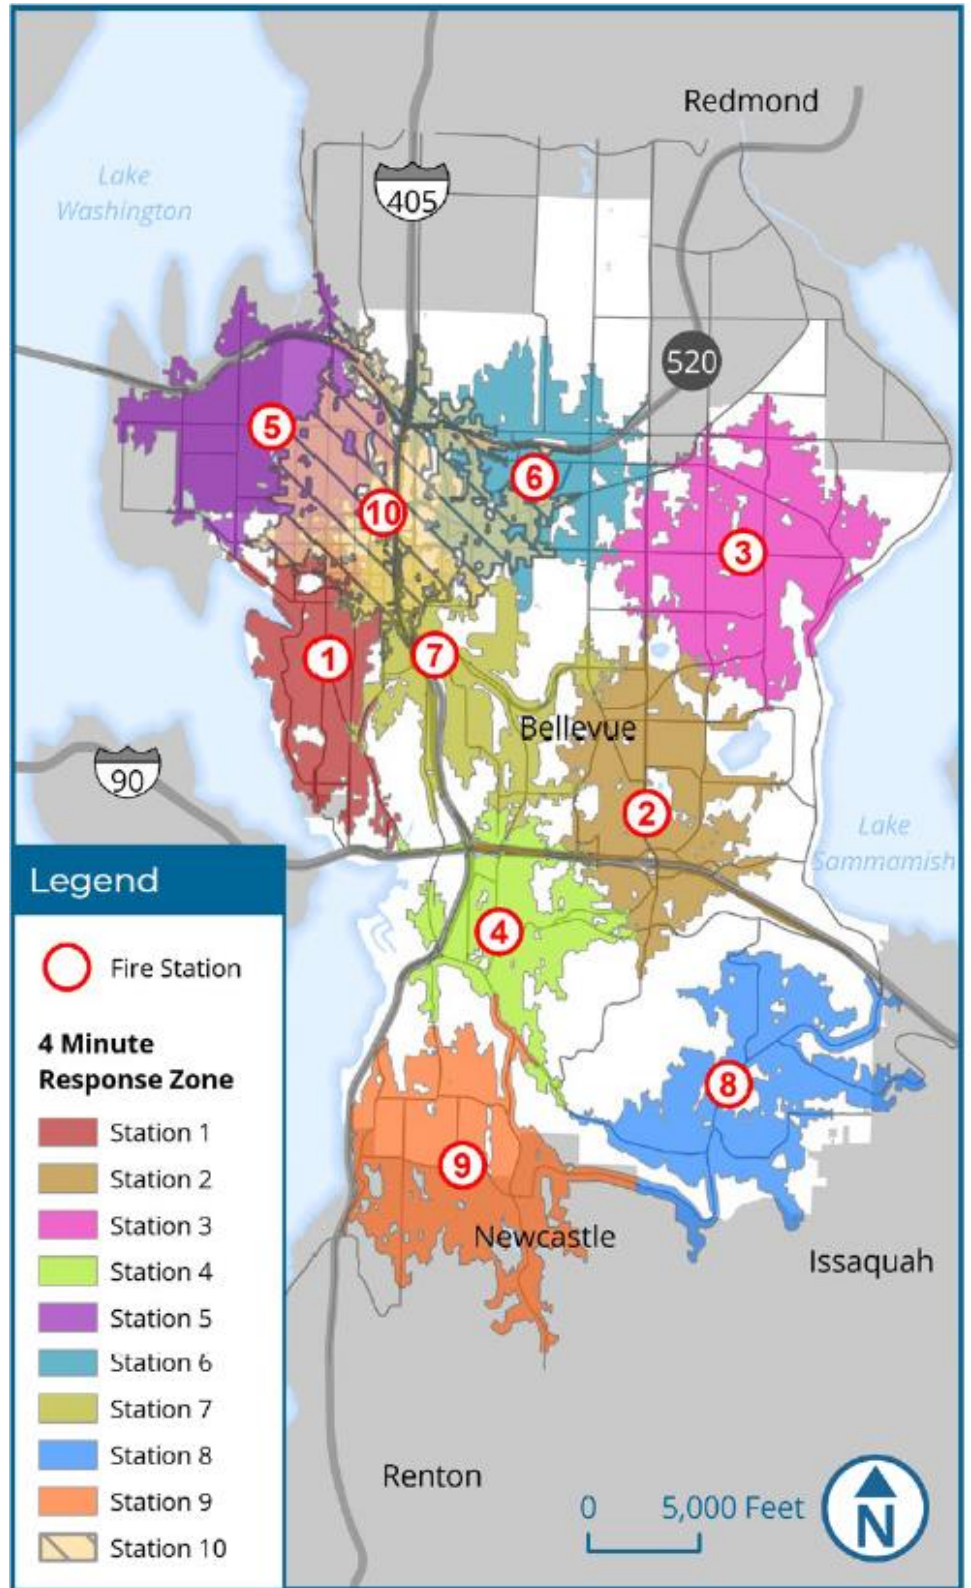 Redmond
Lake
Washington
405
520
5
6
10
3
1
7
Bellevue
90
2
Lake
Sammamish
4
8
9
Newcastle
Issaquah
Renton
0 5,000 Feet
N
Legend
Fire Station
4 Minute
Response Zone
Station 1
Station 2
Station 3
Station 4
Station 5
Station 6
Station 7
Station 8
Station 9
Station 10